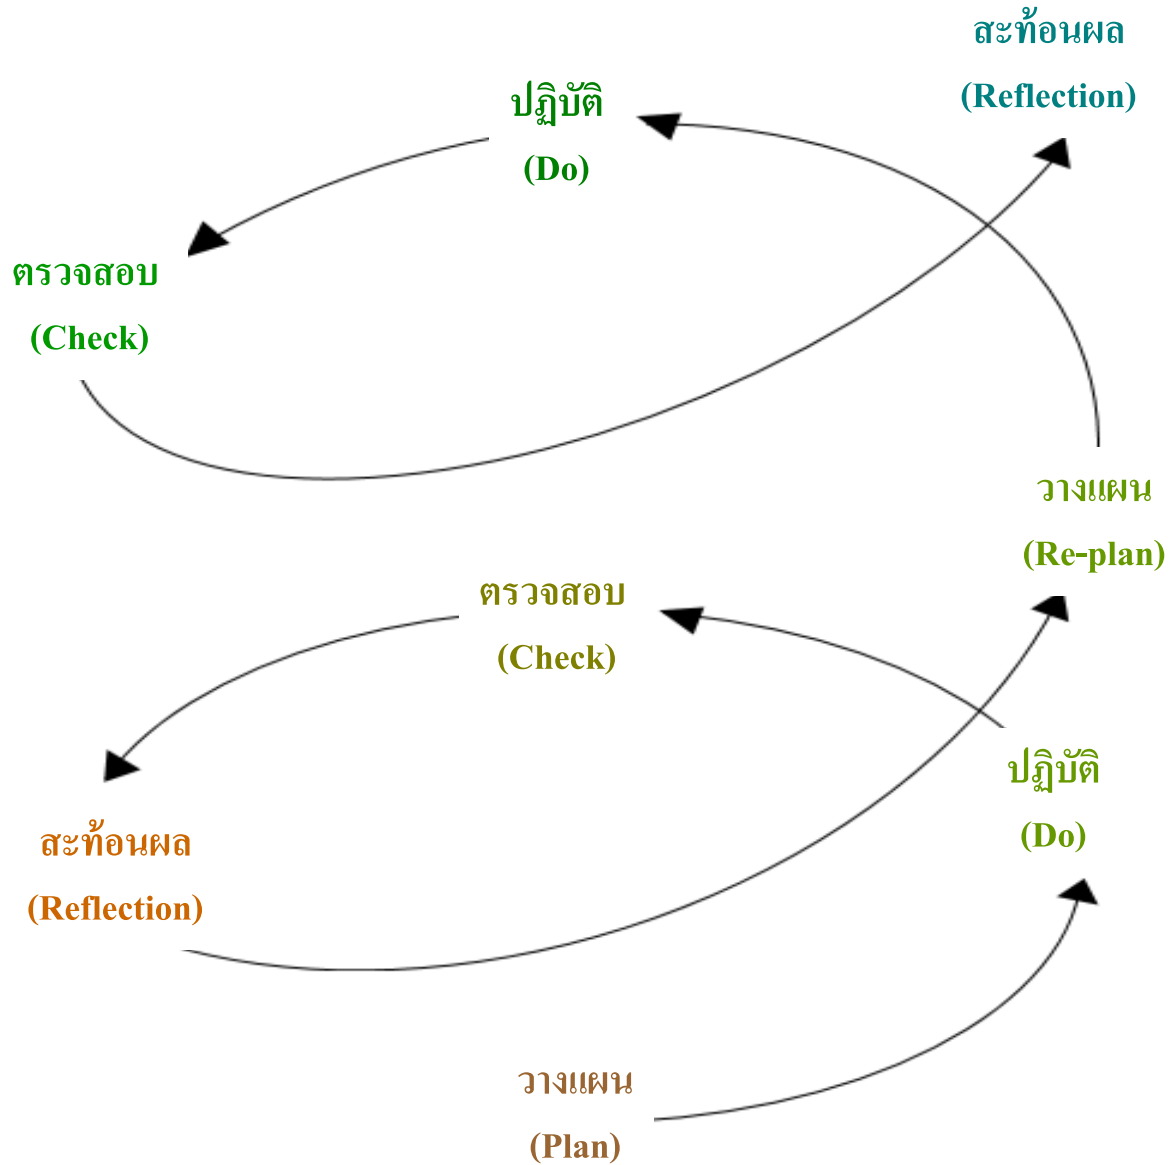 สะท้อนผล
(Reflection)
ปฏิบัติ
(Do)
ตรวจสอบ
(Check)
วางแผน
(Re-plan)
ตรวจสอบ
(Check)
ปฏิบัติ
(Do)
สะท้อนผล
(Reflection)
วางแผน
(Plan)